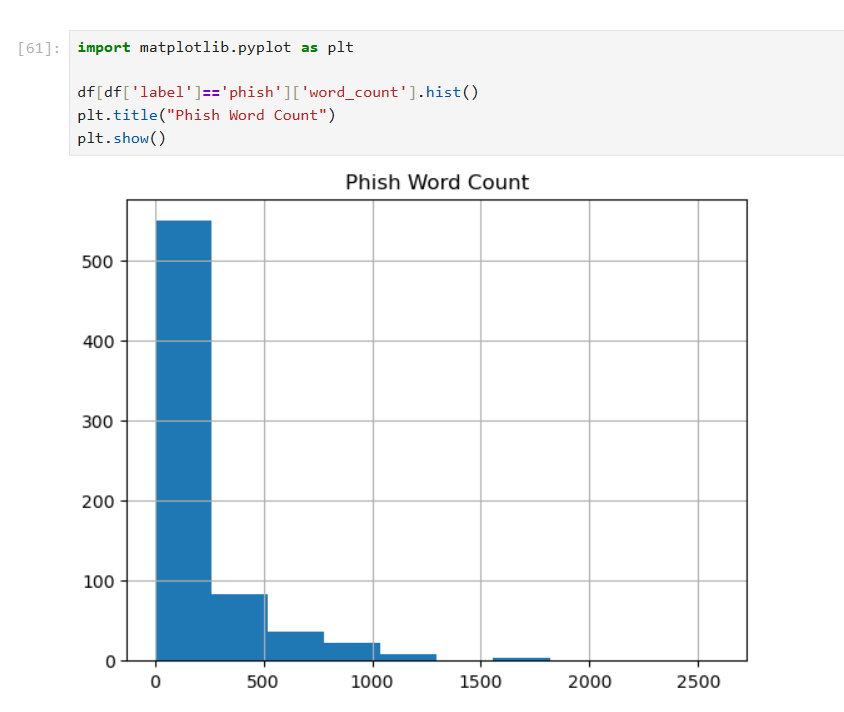 [61]: import matplotlib.pyplot as plt
df[df['label']=='phish']['word_count'].hist()
plt.title("Phish Word Count")
plt.show()
Phish Word Count
500
400
300
200
100
0
0 500 1000 1500 2000 2500